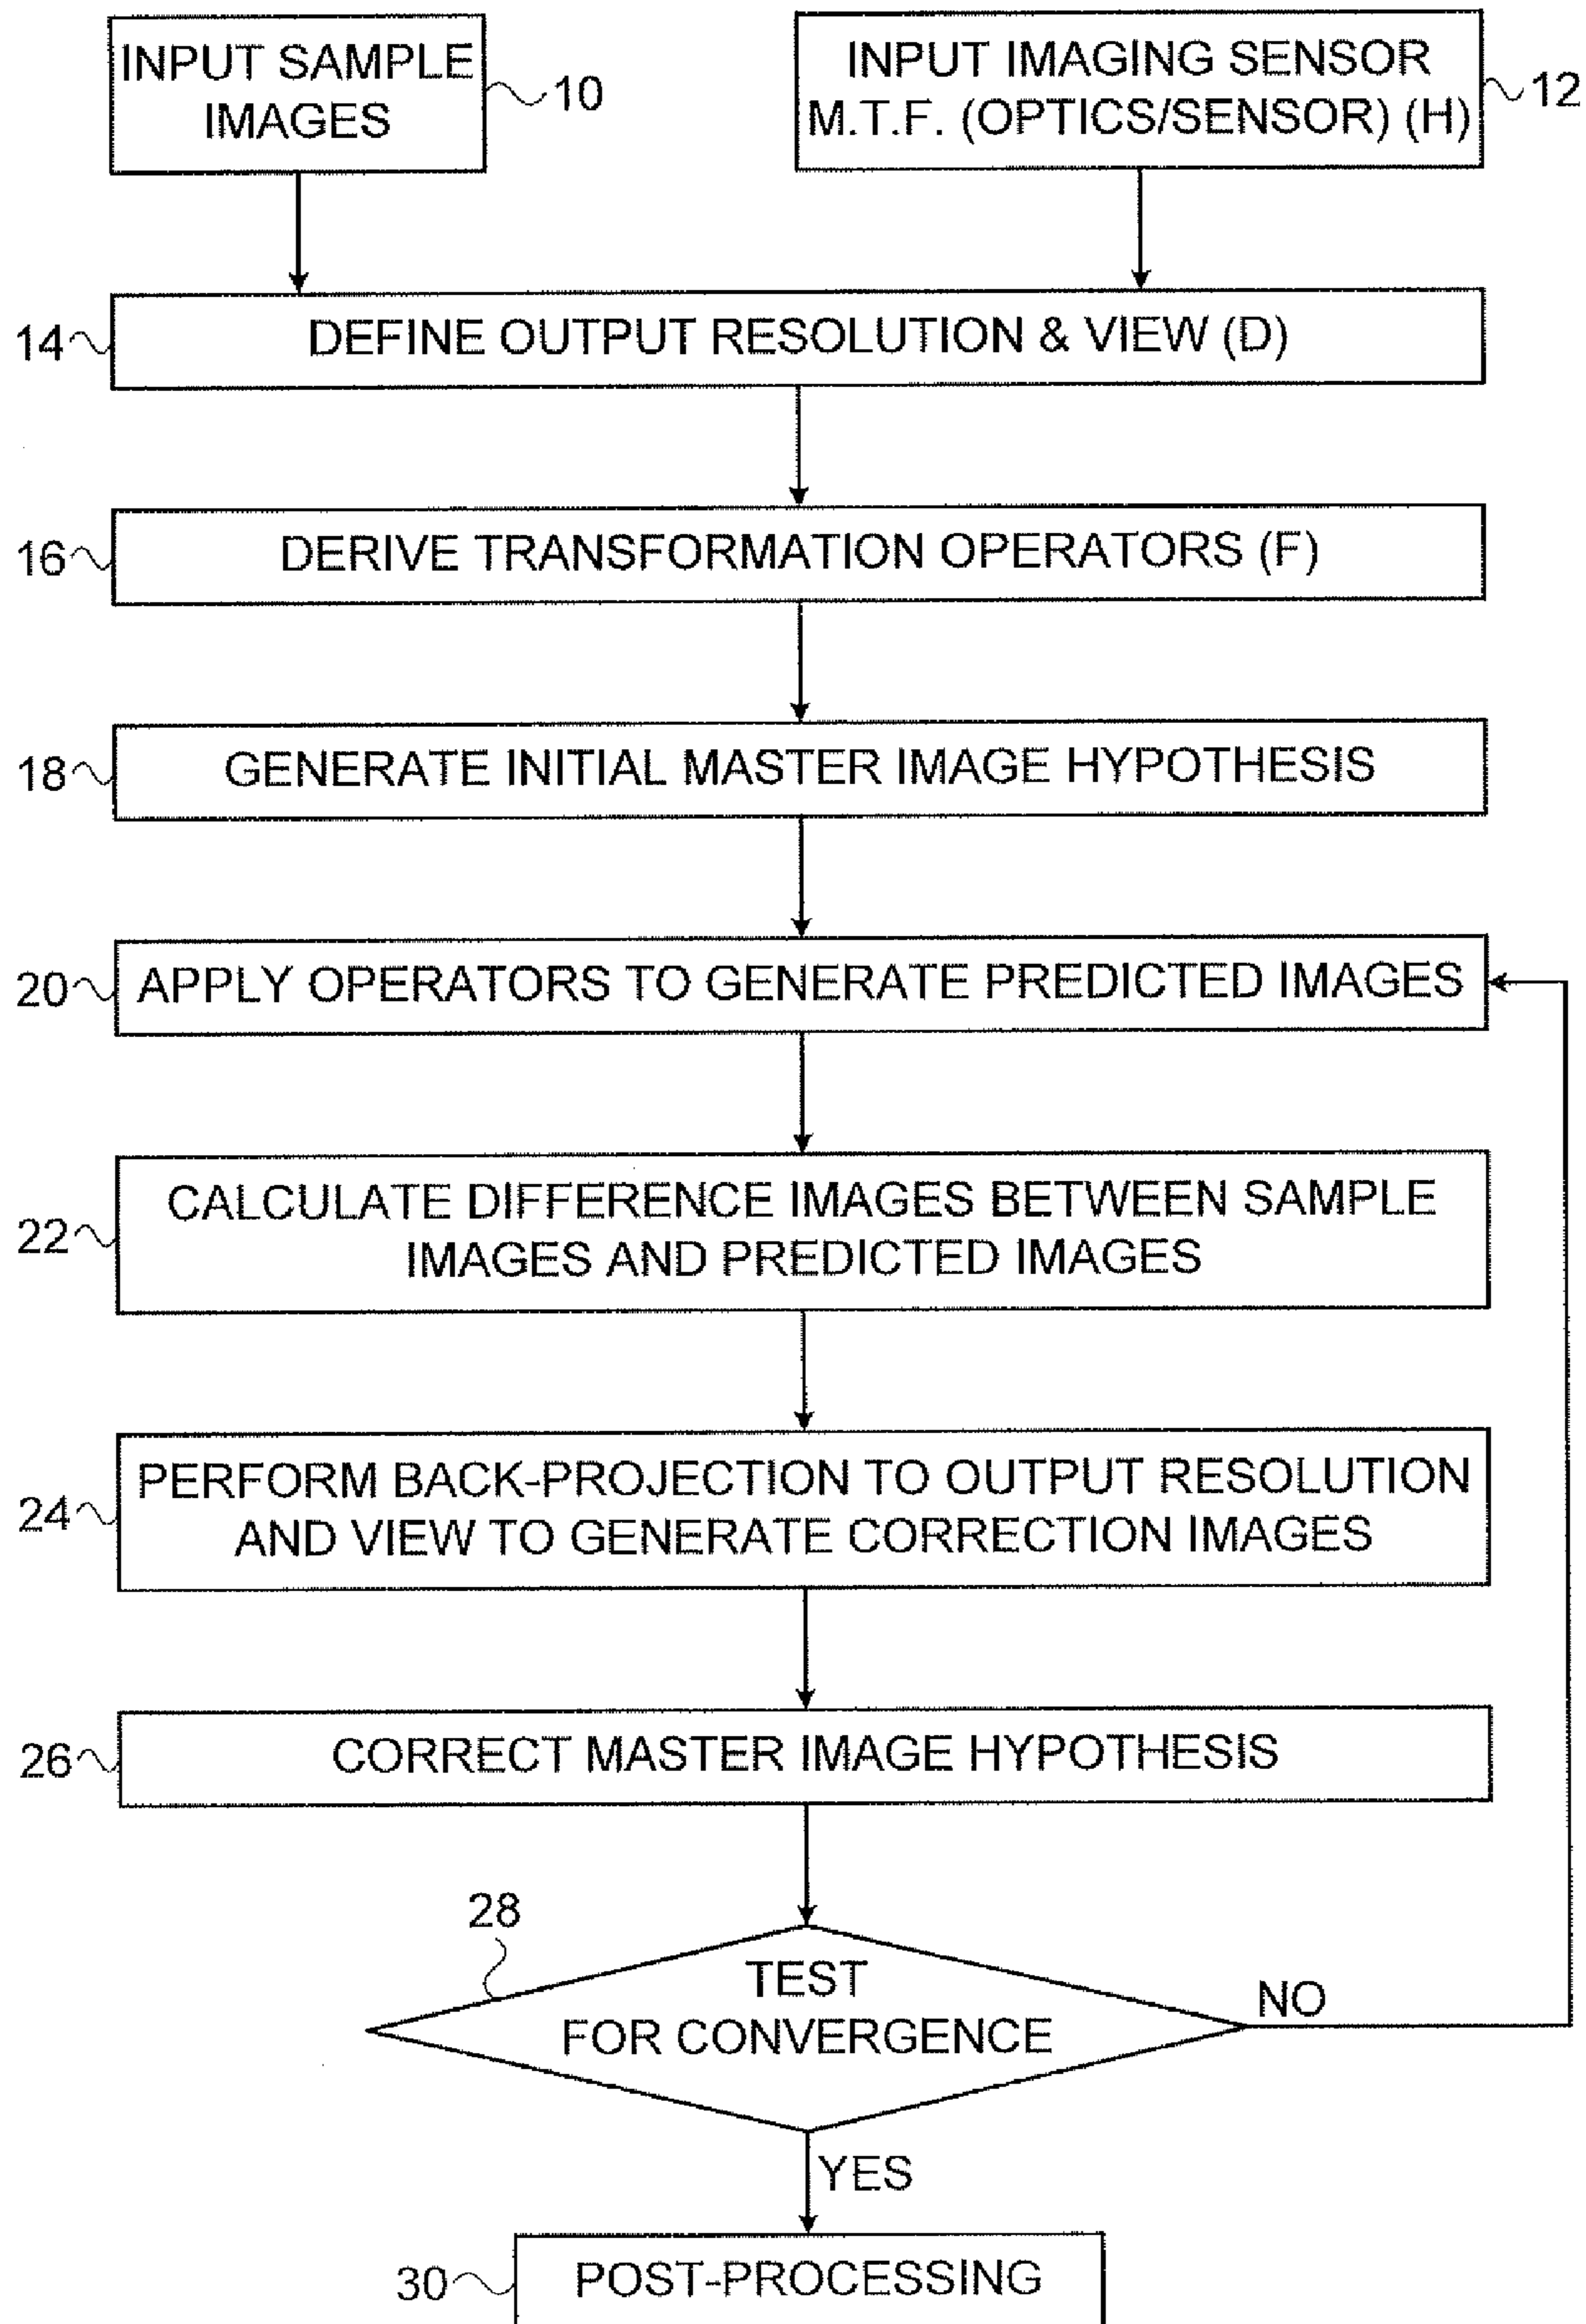 INPUT SAMPLE
IMAGES
10
INPUT IMAGING SENSOR
M.T.F. (OPTICS/SENSOR) (H)
12
14
DEFINE OUTPUT RESOLUTION & VIEW (D)
16
DERIVE TRANSFORMATION OPERATORS (F)
18
GENERATE INITIAL MASTER IMAGE HYPOTHESIS
20
APPLY OPERATORS TO GENERATE PREDICTED IMAGES
22
CALCULATE DIFFERENCE IMAGES BETWEEN SAMPLE
IMAGES AND PREDICTED IMAGES
24
PERFORM BACK-PROJECTION TO OUTPUT RESOLUTION
AND VIEW TO GENERATE CORRECTION IMAGES
26
CORRECT MASTER IMAGE HYPOTHESIS
28
TEST
FOR CONVERGENCE
NO
YES
30
POST-PROCESSING